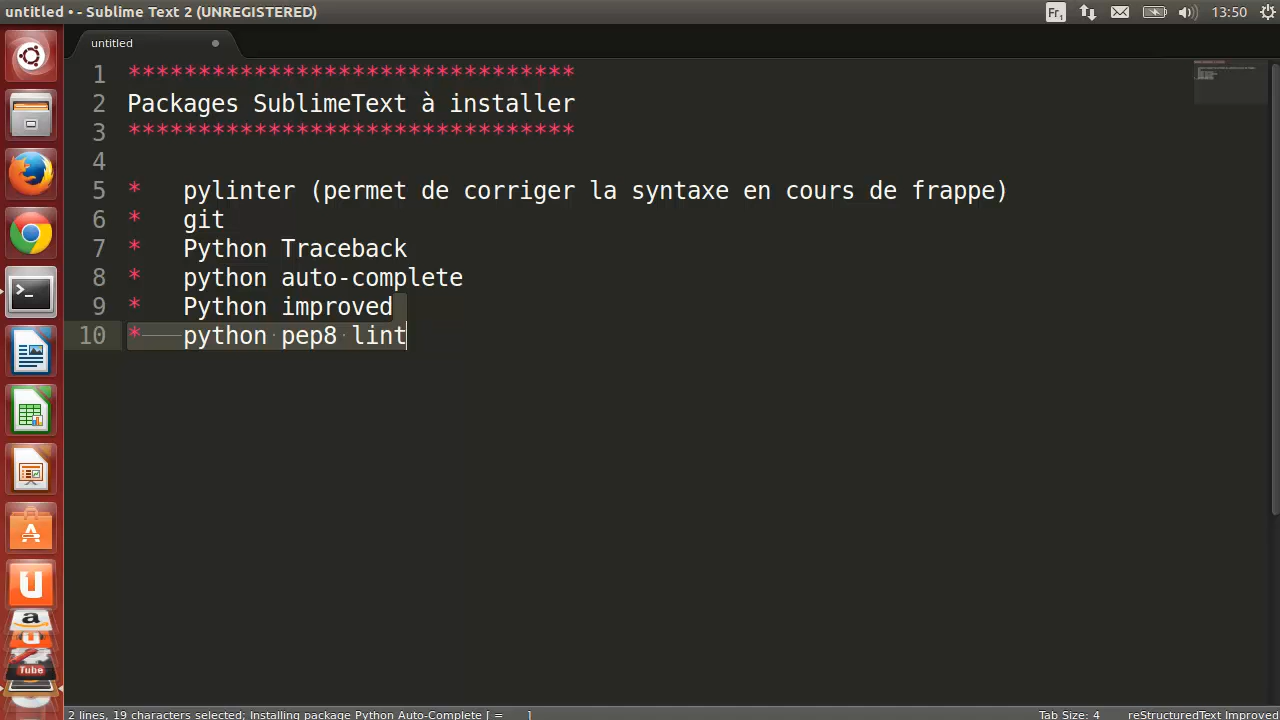 untitled • - Sublime Text 2 (UNREGISTERED)
Fr1
13:50
untitled
1 ********************************
2 Packages SublimeText à installer
3 ********************************
4
5 * pylinter (permet de corriger la syntaxe en cours de frappe)
6 * git
7 * Python Traceback
8 * python auto-complete
9 * Python improved
10 * python pep8 lint
Tube
2 lines, 19 characters selected; Installing package Python Auto-Complete [ = ]
Tab Size: 4
reStructuredText Improved